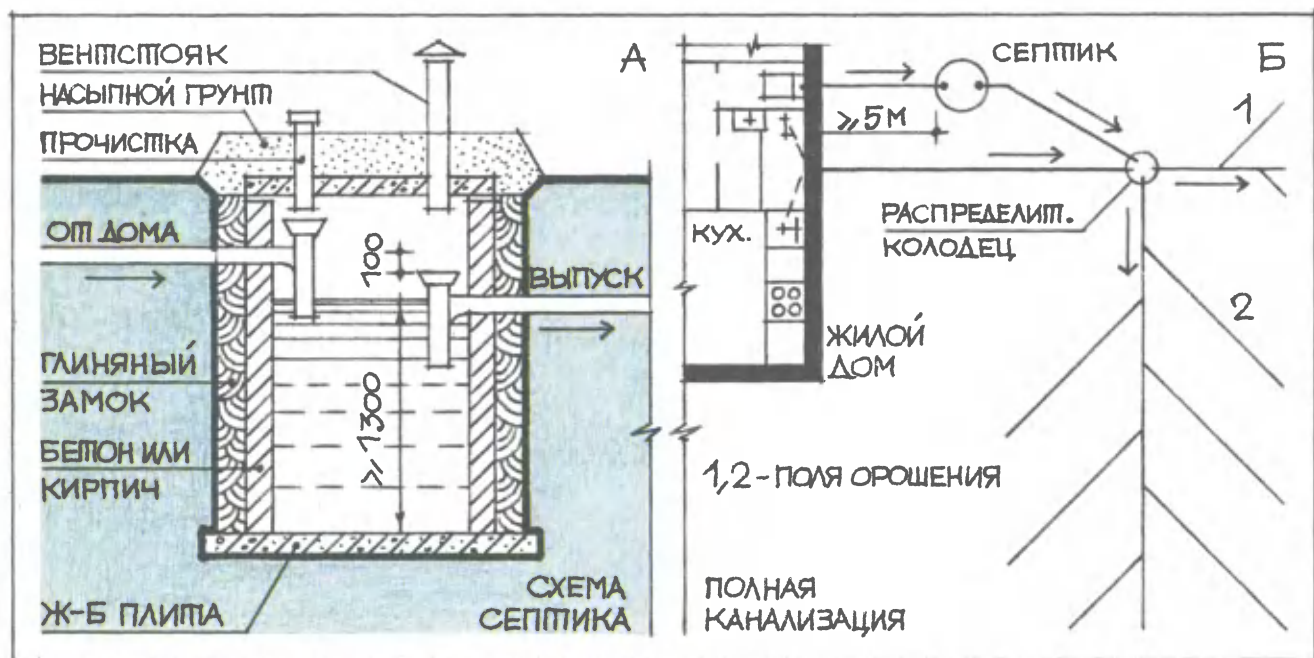 ВЕНТСТОЯК
НАСЫПНОЙ ГРУНТ
ПРОЧИСТКА
А
ОТ ДОМА
100
ВЫПУСК
ГЛИНЯНЫЙ
ЗАМОК
≥1300
БЕТОН ИЛИ
КИРПИЧ
Ж-Б ПЛИТА
СХЕМА
СЕПТИКА
СЕПТИК
Б
≥5М
1
РАСПРЕДЕЛИТ.
КОЛОДЕЦ
КУХ.
2
ЖИЛОЙ
ДОМ
1,2-ПОЛЯ ОРОШЕНИЯ
ПОЛНАЯ
КАНАЛИЗАЦИЯ